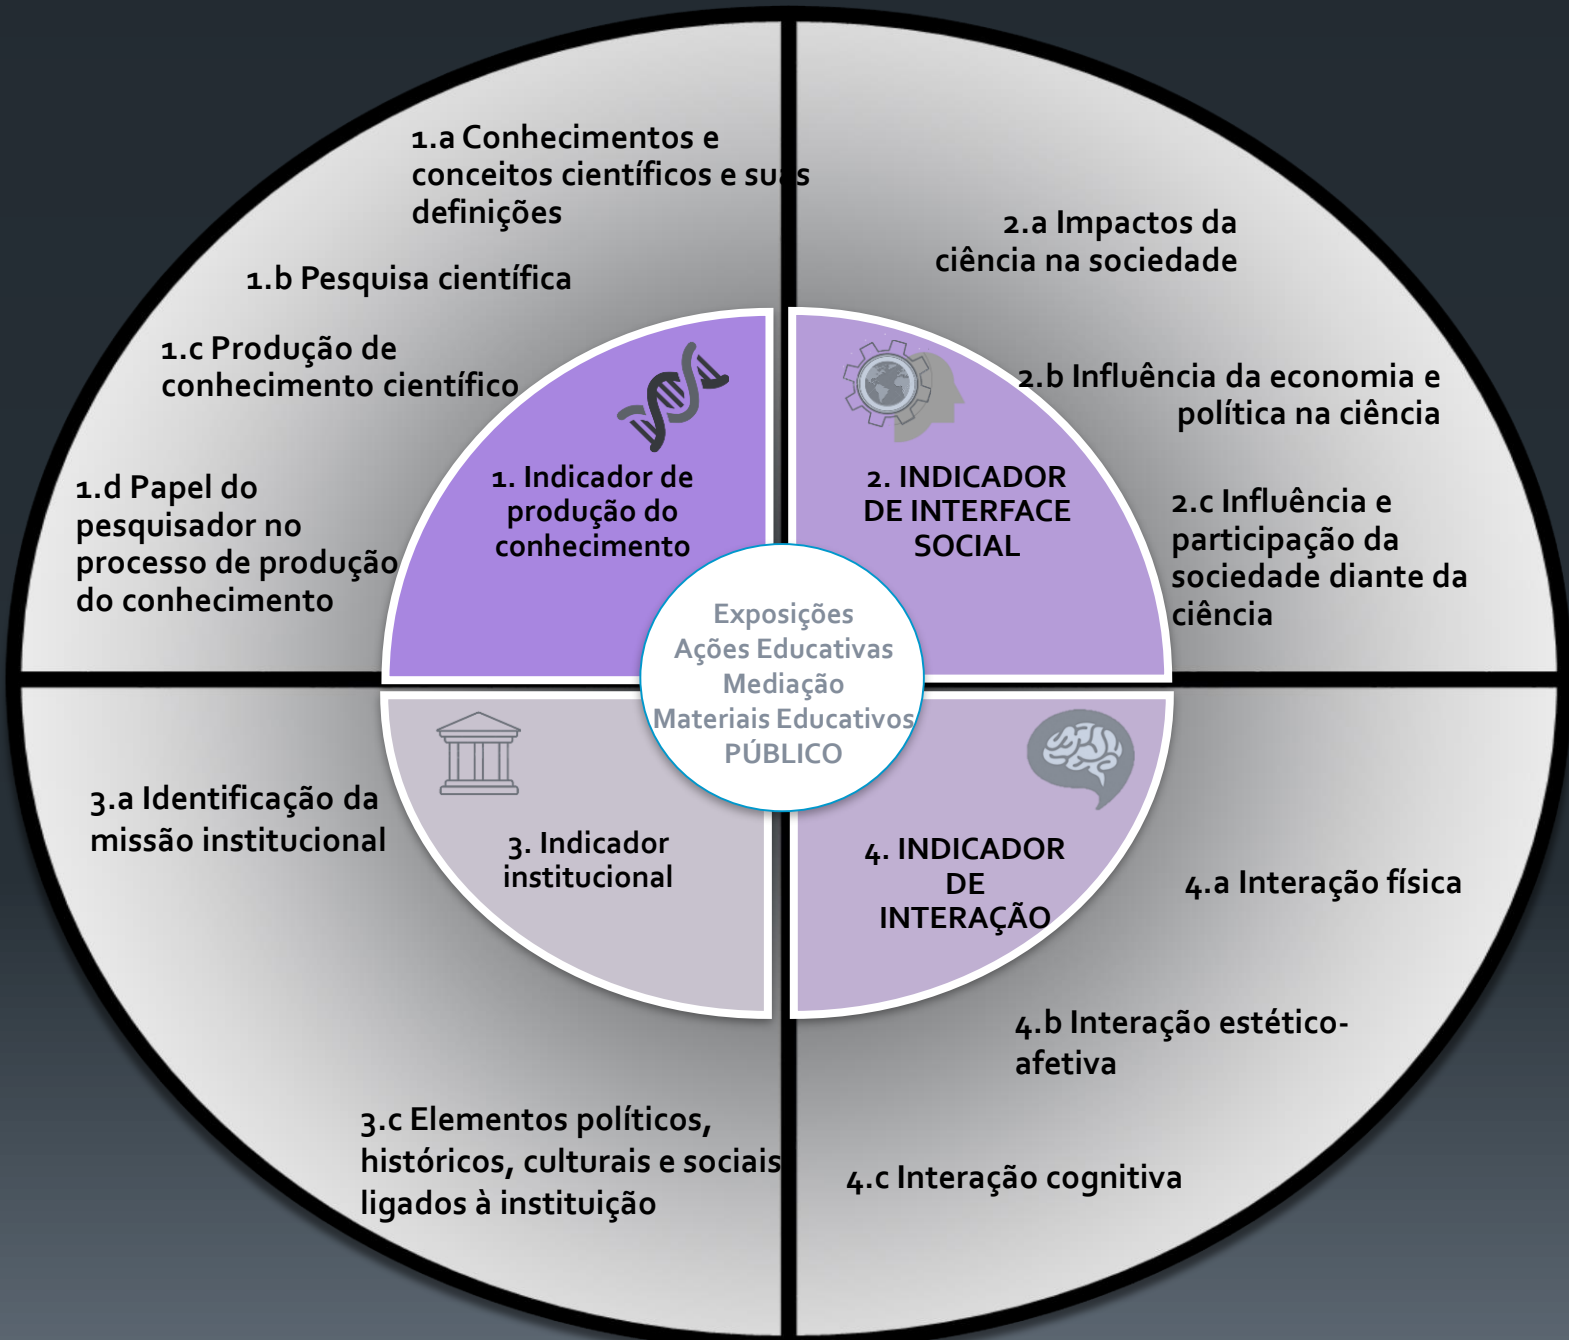 1.a Conhecimentos e
conceitos científicos e suas
definições
1.b Pesquisa científica
1.c Produção de
conhecimento científico
1.d Papel do
pesquisador no
processo de produção
do conhecimento
1. Indicador de
produção do
conhecimento
2.a Impactos da
ciência na sociedade
2.b Influência da economia e
política na ciência
2.c Influência e
participação da
sociedade diante da
ciência
2. INDICADOR
DE INTERFACE
SOCIAL
Exposições
Ações Educativas
Mediação
Materiais Educativos
PÚBLICO
3.a Identificação da
missão institucional
3. Indicador
institucional
3.c Elementos políticos,
históricos, culturais e sociais
ligados à instituição
4. INDICADOR
DE
INTERAÇÃO
4.a Interação física
4.b Interação estético-
afetiva
4.c Interação cognitiva